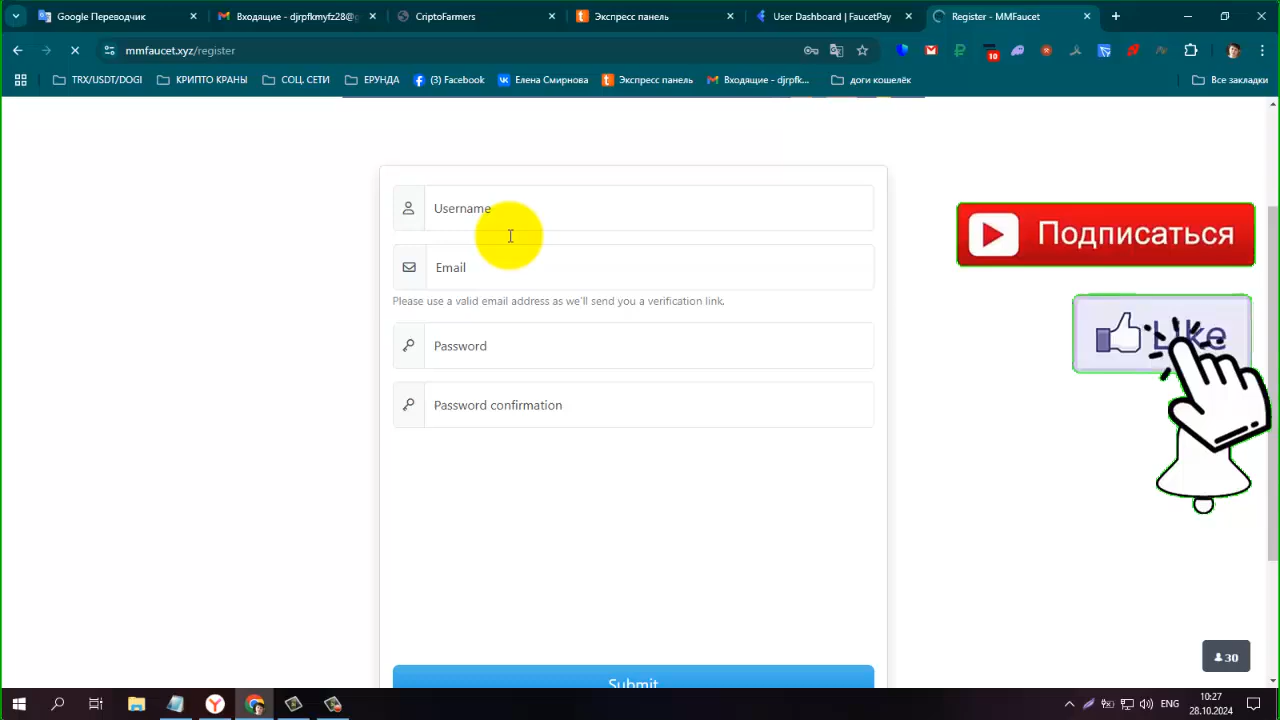 Google Переводчик
Входящие - djrpfkmyfz28@
CriptoFarmers
Экспресс панель
User Dashboard | FaucetPay
Register - MMFaucet
mmfaucet.xyz/register
10
TRX/USDT/DOGI
КРИПТО КРАНЫ
СОЦ. СЕТИ
ЕРУНДА
(3) Facebook
Елена Смирнова
Экспресс панель
Входящие - djrpfk...
доги кошелёк
Все закладки
Username
Email
Please use a valid email address as we'll send you a verification link.
Password
Password confirmation
Submit
Подписаться
Like
30
ENG
10:27
28.10.2024